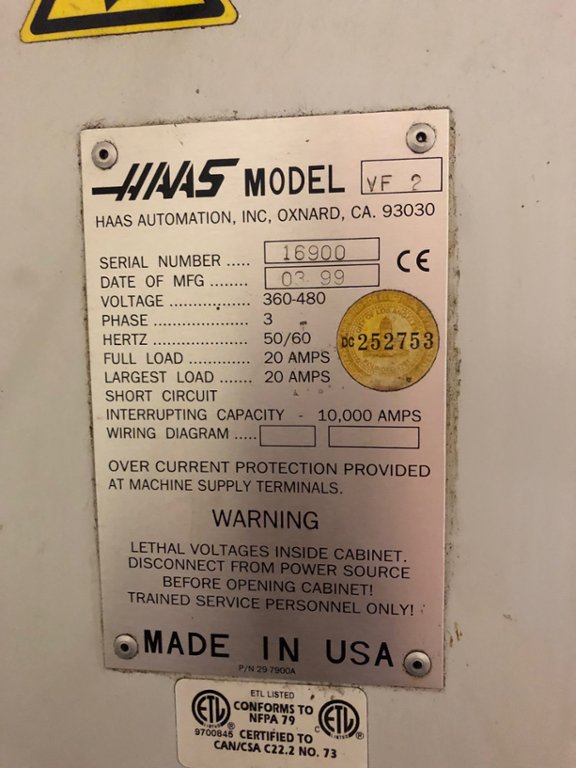 HAAS MODEL VF 2
HAAS AUTOMATION, INC, OXNARD, CA. 93030
SERIAL NUMBER ..... 16900
DATE OF MFG ........ 03 99
VOLTAGE ................ 360-480
PHASE .................... 3
HERTZ .................... 50/60
FULL LOAD ............. 20 AMPS
LARGEST LOAD ....... 20 AMPS
SHORT CIRCUIT
INTERRUPTING CAPACITY - 10,000 AMPS
WIRING DIAGRAM .....
CE
OF LOS
DC 252753
OVER CURRENT PROTECTION PROVIDED
AT MACHINE SUPPLY TERMINALS.
WARNING
LETHAL VOLTAGES INSIDE CABINET.
DISCONNECT FROM POWER SOURCE
BEFORE OPENING CABINET!
TRAINED SERVICE PERSONNEL ONLY!
MADE IN USA
P/N 29-7900A
ETL LISTED
CONFORMS TO
NFPA 79
ETL
C ETL
9700845 CERTIFIED TO
CAN/CSA C22.2 NO. 73